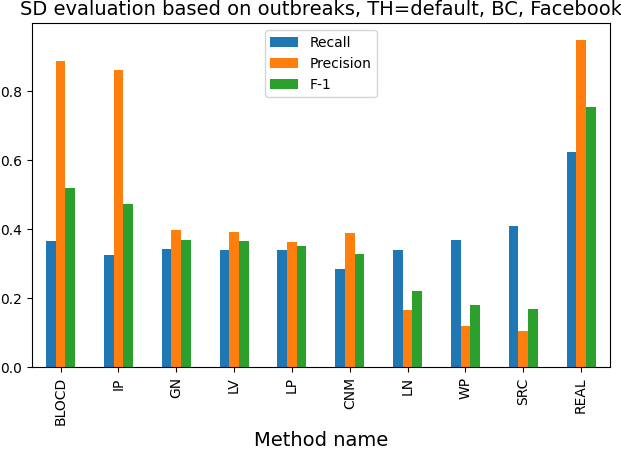 SD evaluation based on outbreaks, TH=default, BC, Facebook
Recall
Precision
F-1
0.8
0.6
0.4
0.2
0.0
BLOCD
IP
GN
LV
LP
CNM
LN
WP
SRC
REAL
Method name